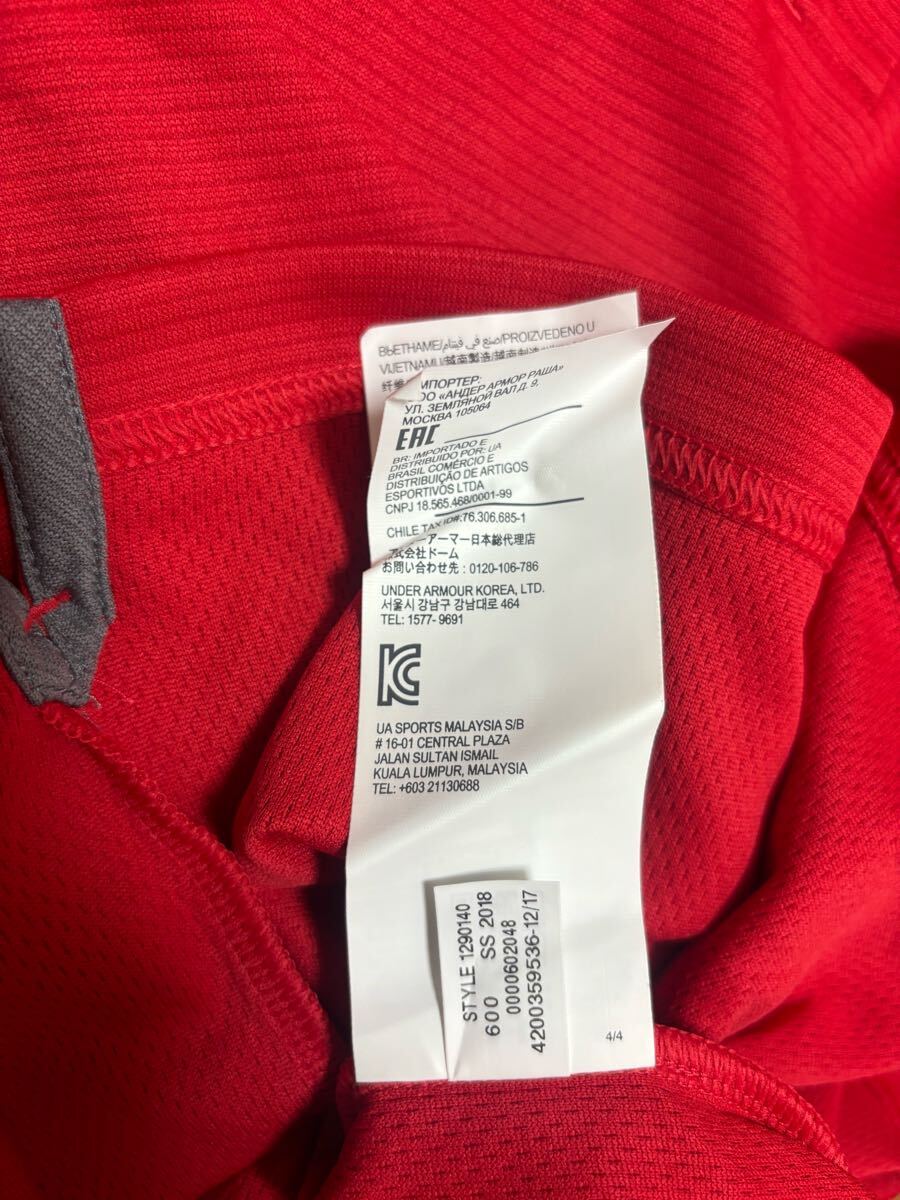 ВЬЕТНАМЕ/صنع في فيتنام/PROIZVEDENO U
VIJETNAMU/越南製造/越南制造
纤维
ИМПОРТЕР:
ООО «АНДЕР АРМОР РАША»
УЛ. ЗЕМЛЯНОЙ ВАЛ Д. 9,
МОСКВА 105064
EAC
BR: IMPORTADO E
DISTRIBUIDO POR: UA
BRASIL COMÉRCIO E
DISTRIBUIÇÃO DE ARTIGOS
ESPORTIVOS LTDA
CNPJ 18.565.468/0001-99
CHILE TAX ID#:76.306.685-1
ーアーマー日本総代理店
式会社ドーム
お問い合わせ先 : 0120-106-786
UNDER ARMOUR KOREA, LTD.
서울시 강남구 강남대로 464
TEL: 1577- 9691
KC
UA SPORTS MALAYSIA S/B
# 16-01 CENTRAL PLAZA
JALAN SULTAN ISMAIL
KUALA LUMPUR, MALAYSIA
TEL: +603 21130688
STYLE 1290140
600 SS 2018
0000602048
4200359536-12/17
4/4